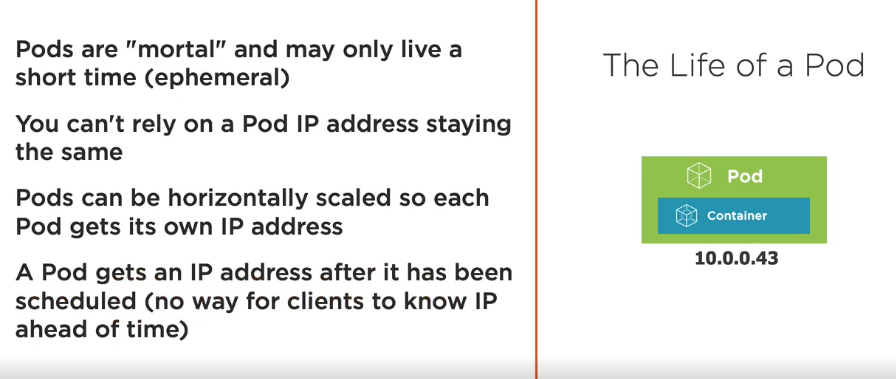 Pods are "mortal" and may only live a
short time (ephemeral)
You can't rely on a Pod IP address staying
the same
Pods can be horizontally scaled so each
Pod gets its own IP address
A Pod gets an IP address after it has been
scheduled (no way for clients to know IP
ahead of time)
The Life of a Pod
Pod
Container
10.0.0.43